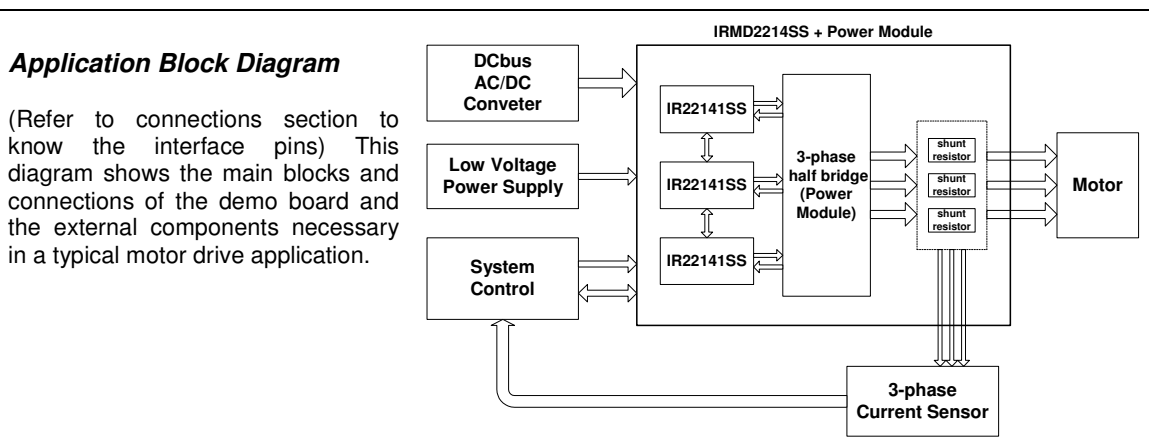 Application Block Diagram
(Refer to connections section to
know the interface pins) This
diagram shows the main blocks and
connections of the demo board and
the external components necessary
in a typical motor drive application.
IRMD2214SS + Power Module
DCbus
AC/DC
Conveter
Low Voltage
Power Supply
System
Control
IR22141SS
IR22141SS
IR22141SS
3-phase
half bridge
(Power
Module)
shunt
resistor
shunt
resistor
shunt
resistor
Motor
3-phase
Current Sensor